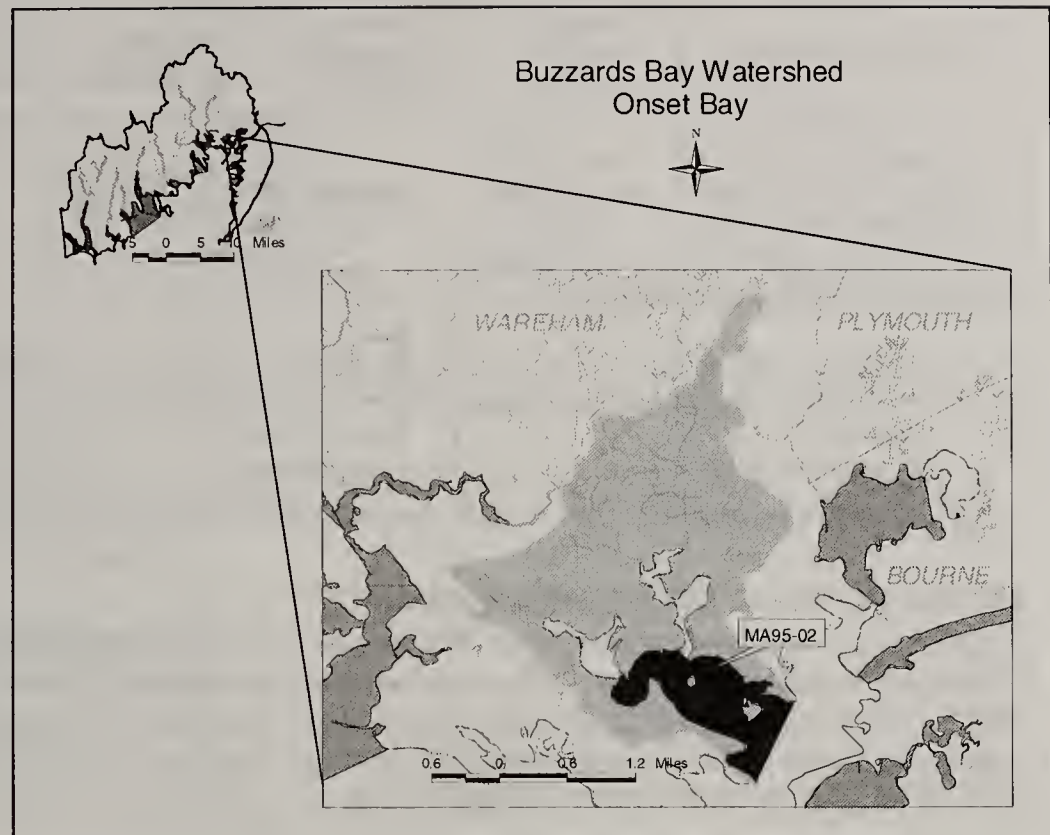 Buzzards Bay Watershed
Onset Bay
N
5 0 5 10 Miles
WAREHAM
PLYMOUTH
BOURNE
MA95-02
0.6 0 0.6 1.2 Miles